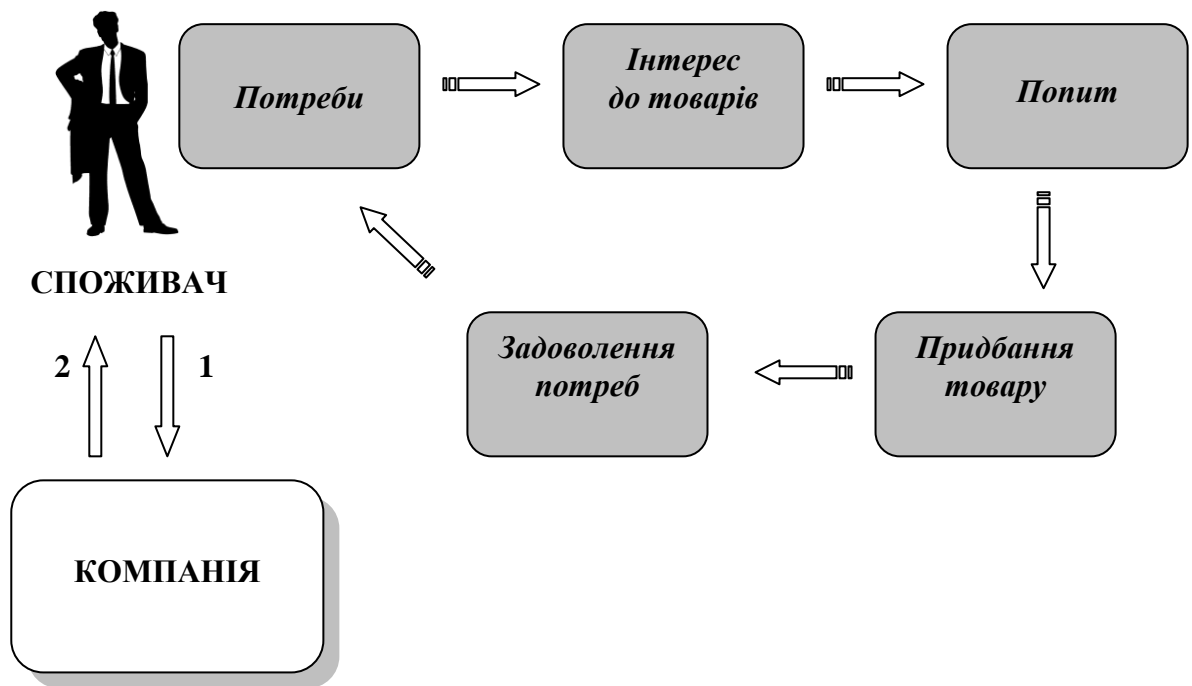 Потреби
Інтерес
до товарів
Попит
СПОЖИВАЧ
2
1
Задоволення
потреб
Придбання
товару
КОМПАНІЯ